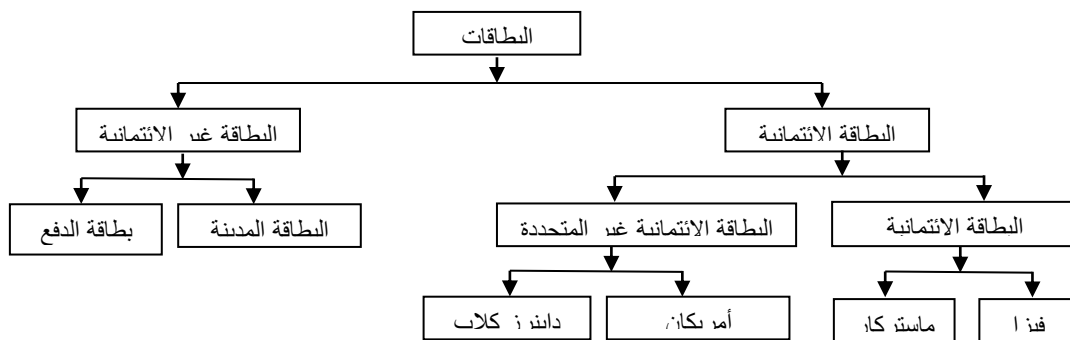 البطاقات
البطاقة الائتمانية
البطاقة غير الائتمانية
البطاقة الائتمانية
البطاقة الائتمانية غير المتجددة
البطاقة المدينة
بطاقة الدفع
فيزا
ماستر كار
أمريكان
داينرز كلاب